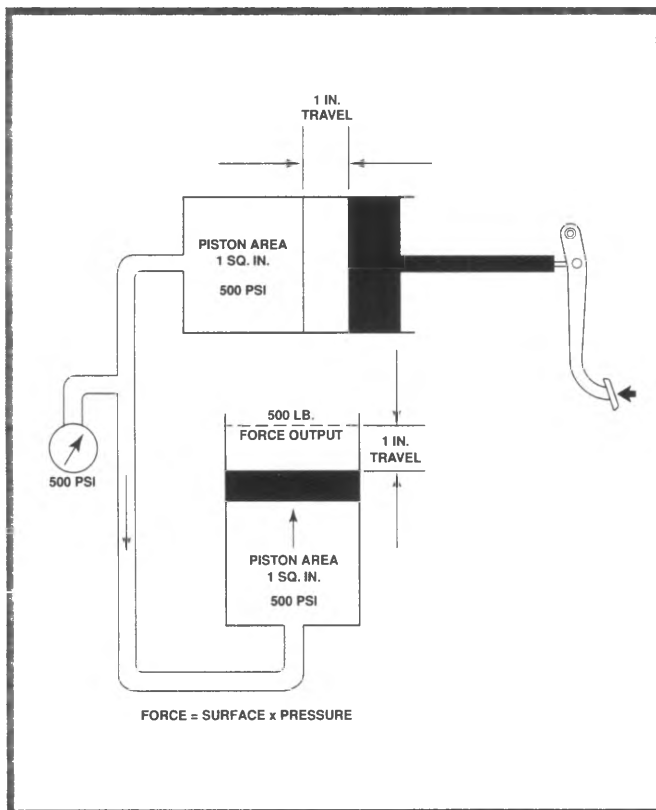 1 IN.
TRAVEL
PISTON AREA
1 SQ. IN.
500 PSI
500 LB.
FORCE OUTPUT
1 IN.
TRAVEL
500 PSI
PISTON AREA
1 SQ. IN.
500 PSI
FORCE = SURFACE x PRESSURE